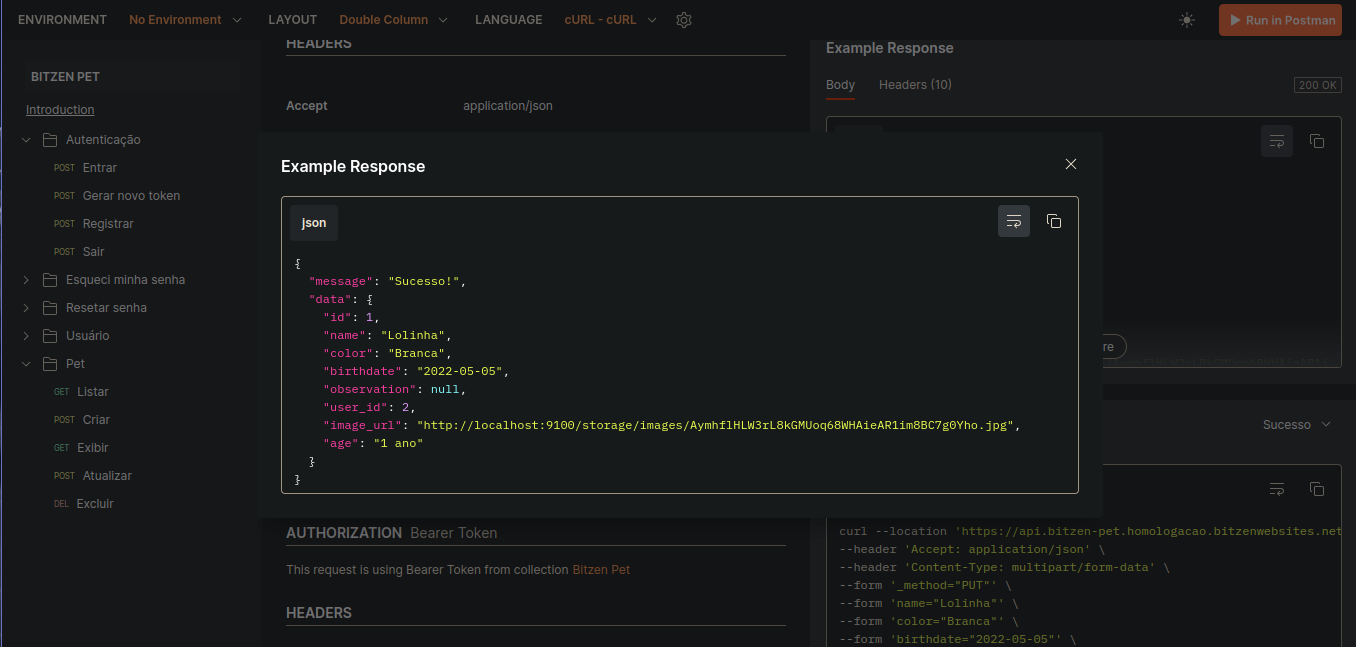 ENVIRONMENT No Environment LAYOUT Double Column LANGUAGE cURL - cURL Run in Postman
BITZEN PET
Introduction
Autenticação
POST Entrar
POST Gerar novo token
POST Registrar
POST Sair
Esqueci minha senha
Resetar senha
Usuário
Pet
GET Listar
POST Criar
GET Exibir
POST Atualizar
DEL Excluir
HEADERS
Accept application/json
Example Response
Body Headers (10) 200 OK
Example Response
json
{
"message": "Sucesso!",
"data": {
"id": 1,
"name": "Lolinha",
"color": "Branca",
"birthdate": "2022-05-05",
"observation": null,
"user_id": 2,
"image_url": "http://localhost:9100/storage/images/AymhflHLW3rL8kGMUoq68WHAieAR1im8BC7g0Yho.jpg",
"age": "1 ano"
}
}
re
AUTHORIZATION Bearer Token
This request is using Bearer Token from collection Bitzen Pet
HEADERS
Sucesso
curl --location 'https://api.bitzen-pet.homologacao.bitzenwebsites.net
--header 'Accept: application/json' \
--header 'Content-Type: multipart/form-data' \
--form '_method="PUT"' \
--form 'name="Lolinha"' \
--form 'color="Branca"' \
--form 'birthdate="2022-05-05"' \